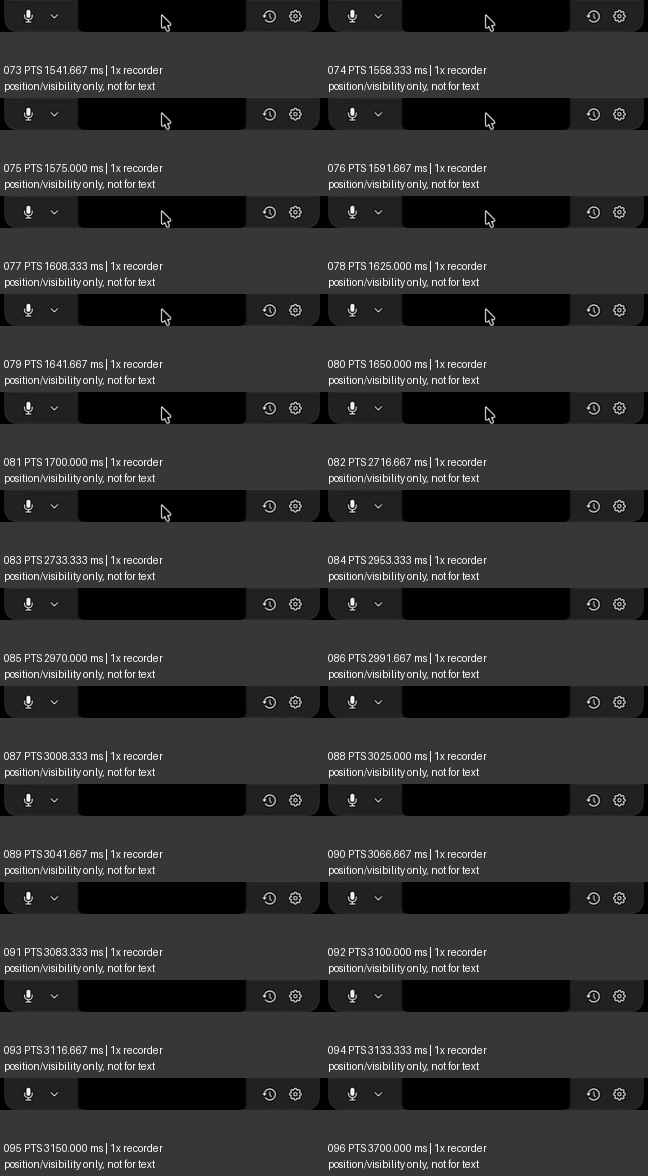 073 PTS 1541.667 ms | 1x recorder
position/visibility only, not for text
074 PTS 1558.333 ms | 1x recorder
position/visibility only, not for text
075 PTS 1575.000 ms | 1x recorder
position/visibility only, not for text
076 PTS 1591.667 ms | 1x recorder
position/visibility only, not for text
077 PTS 1608.333 ms | 1x recorder
position/visibility only, not for text
078 PTS 1625.000 ms | 1x recorder
position/visibility only, not for text
079 PTS 1641.667 ms | 1x recorder
position/visibility only, not for text
080 PTS 1650.000 ms | 1x recorder
position/visibility only, not for text
081 PTS 1700.000 ms | 1x recorder
position/visibility only, not for text
082 PTS 2716.667 ms | 1x recorder
position/visibility only, not for text
083 PTS 2733.333 ms | 1x recorder
position/visibility only, not for text
084 PTS 2953.333 ms | 1x recorder
position/visibility only, not for text
085 PTS 2970.000 ms | 1x recorder
position/visibility only, not for text
086 PTS 2991.667 ms | 1x recorder
position/visibility only, not for text
087 PTS 3008.333 ms | 1x recorder
position/visibility only, not for text
088 PTS 3025.000 ms | 1x recorder
position/visibility only, not for text
089 PTS 3041.667 ms | 1x recorder
position/visibility only, not for text
090 PTS 3066.667 ms | 1x recorder
position/visibility only, not for text
091 PTS 3083.333 ms | 1x recorder
position/visibility only, not for text
092 PTS 3100.000 ms | 1x recorder
position/visibility only, not for text
093 PTS 3116.667 ms | 1x recorder
position/visibility only, not for text
094 PTS 3133.333 ms | 1x recorder
position/visibility only, not for text
095 PTS 3150.000 ms | 1x recorder
096 PTS 3700.000 ms | 1x recorder